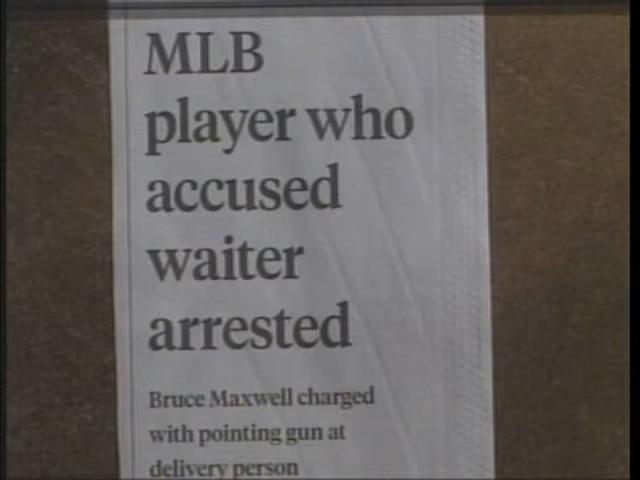 MLB
player who
accused
waiter
arrested
Bruce Maxwell charged
with pointing gun at
delivery person